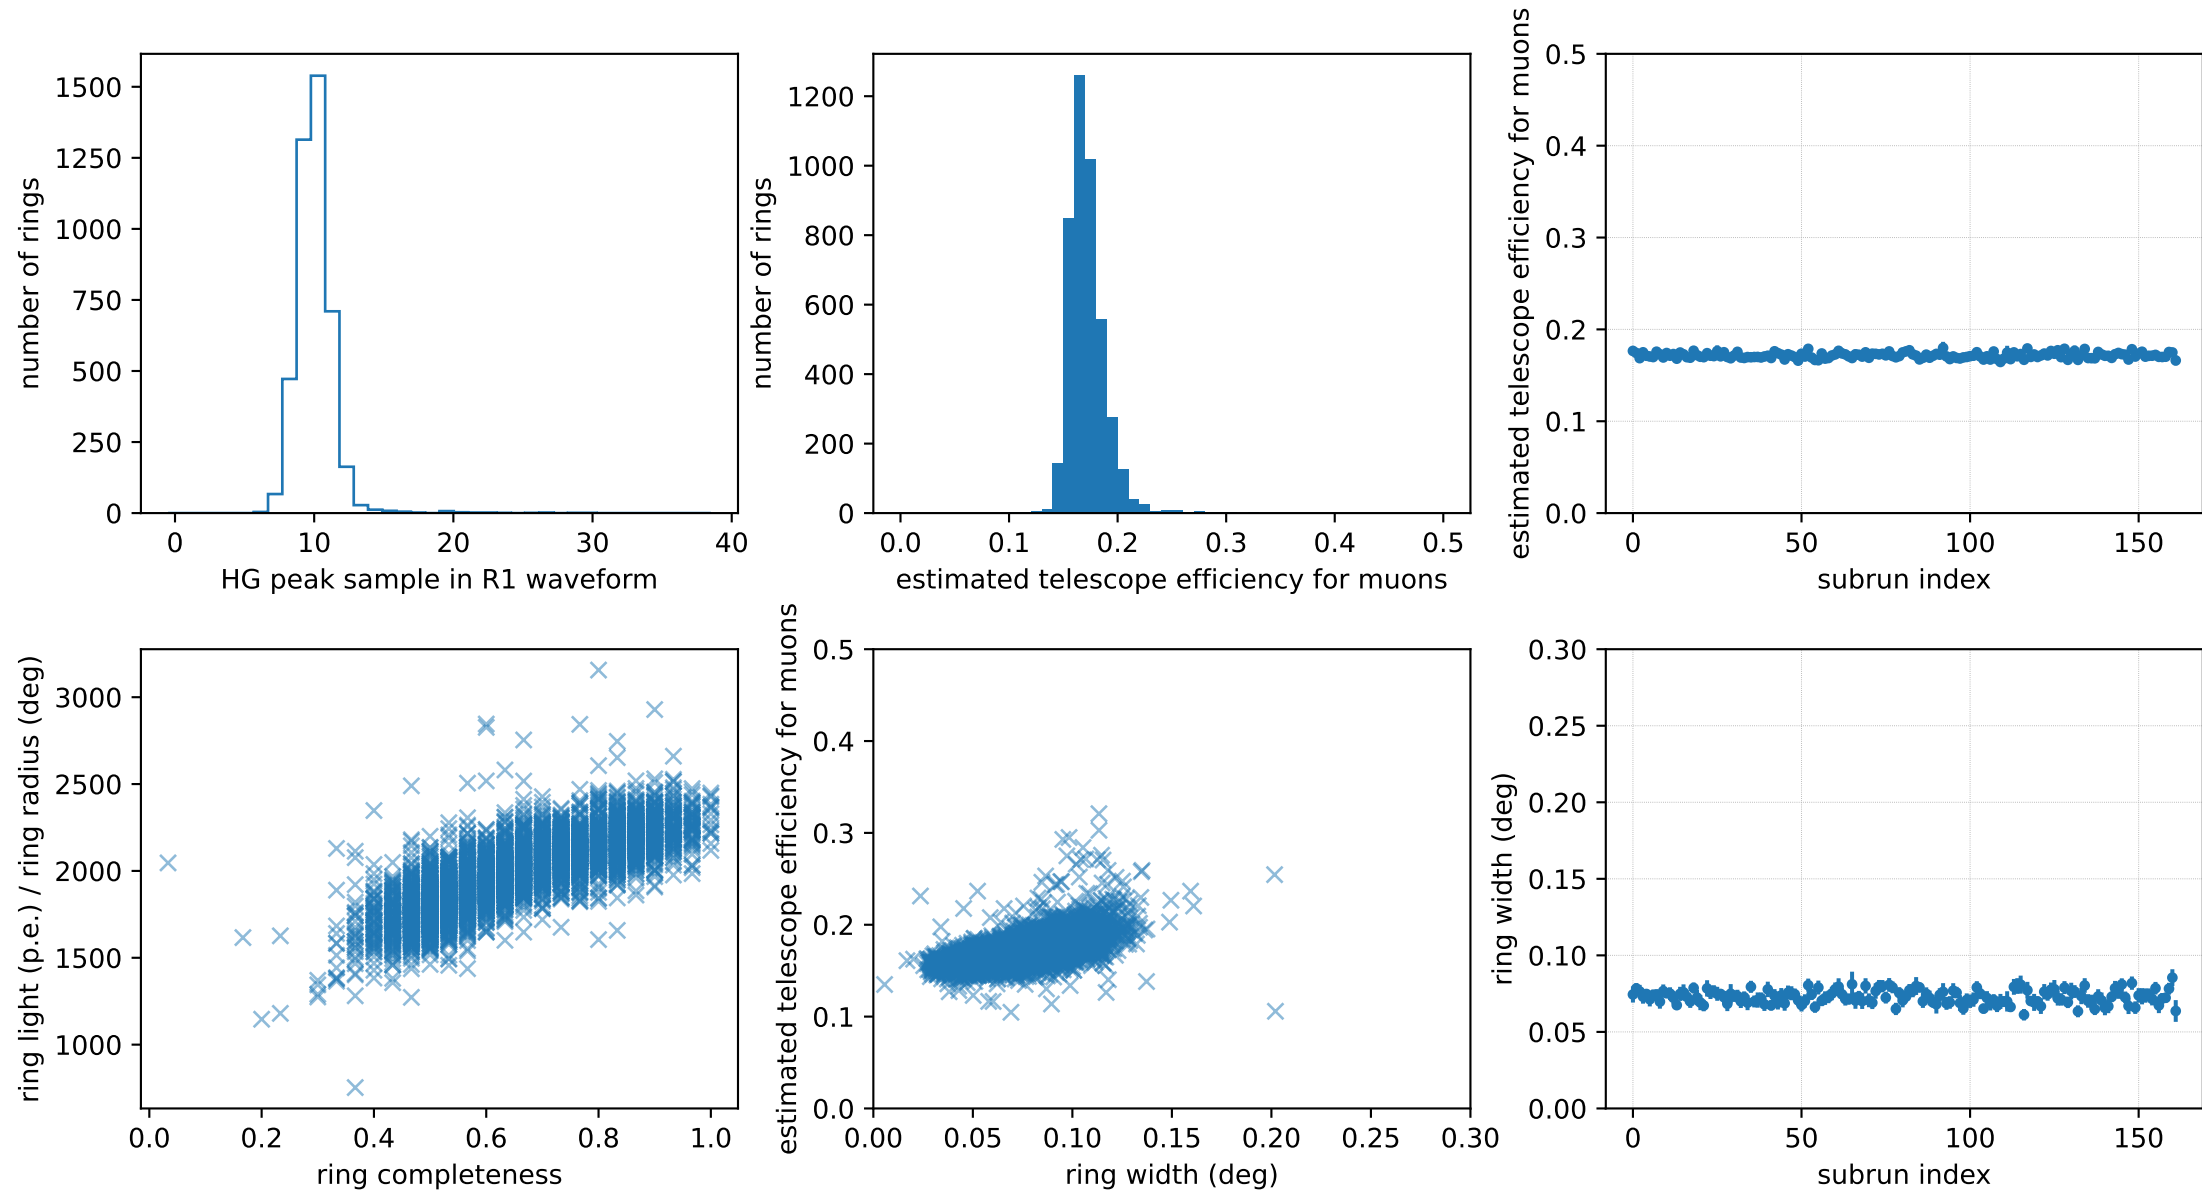 number of rings
1500
1250
1000
750
500
250
0
0 10 20 30 40
HG peak sample in R1 waveform
number of rings
1200
1000
800
600
400
200
0
0.0 0.1 0.2 0.3 0.4 0.5
estimated telescope efficiency for muons
estimated telescope efficiency for muons
0.5
0.4
0.3
0.2
0.1
0.0
0 50 100 150
subrun index
ring light (p.e.) / ring radius (deg)
3000
2500
2000
1500
1000
0.0 0.2 0.4 0.6 0.8 1.0
ring completeness
estimated telescope efficiency for muons
0.5
0.4
0.3
0.2
0.1
0.0
0.00 0.05 0.10 0.15 0.20 0.25 0.30
ring width (deg)
ring width (deg)
0.30
0.25
0.20
0.15
0.10
0.05
0.00
0 50 100 150
subrun index